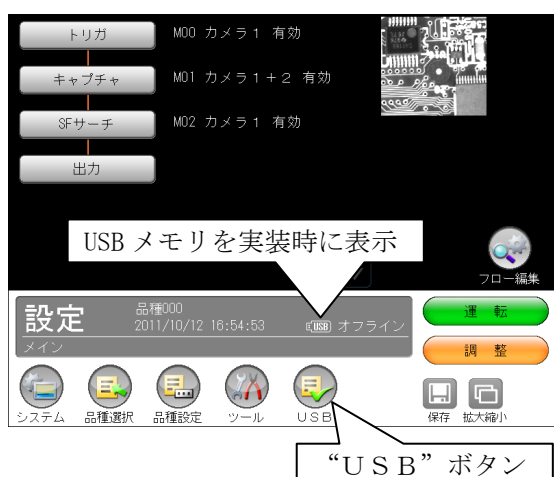 トリガ M00 カメラ1 有効
キャプチャ M01 カメラ1+2 有効
SFサーチ M02 カメラ1 有効
出力
USBメモリを実装時に表示
フロー編集
設定 品種000
2011/10/12 16:54:53 USB オフライン
メイン
運 転
調 整
システム 品種選択 品種設定 ツール USB 保存 拡大縮小
“USB”ボタン